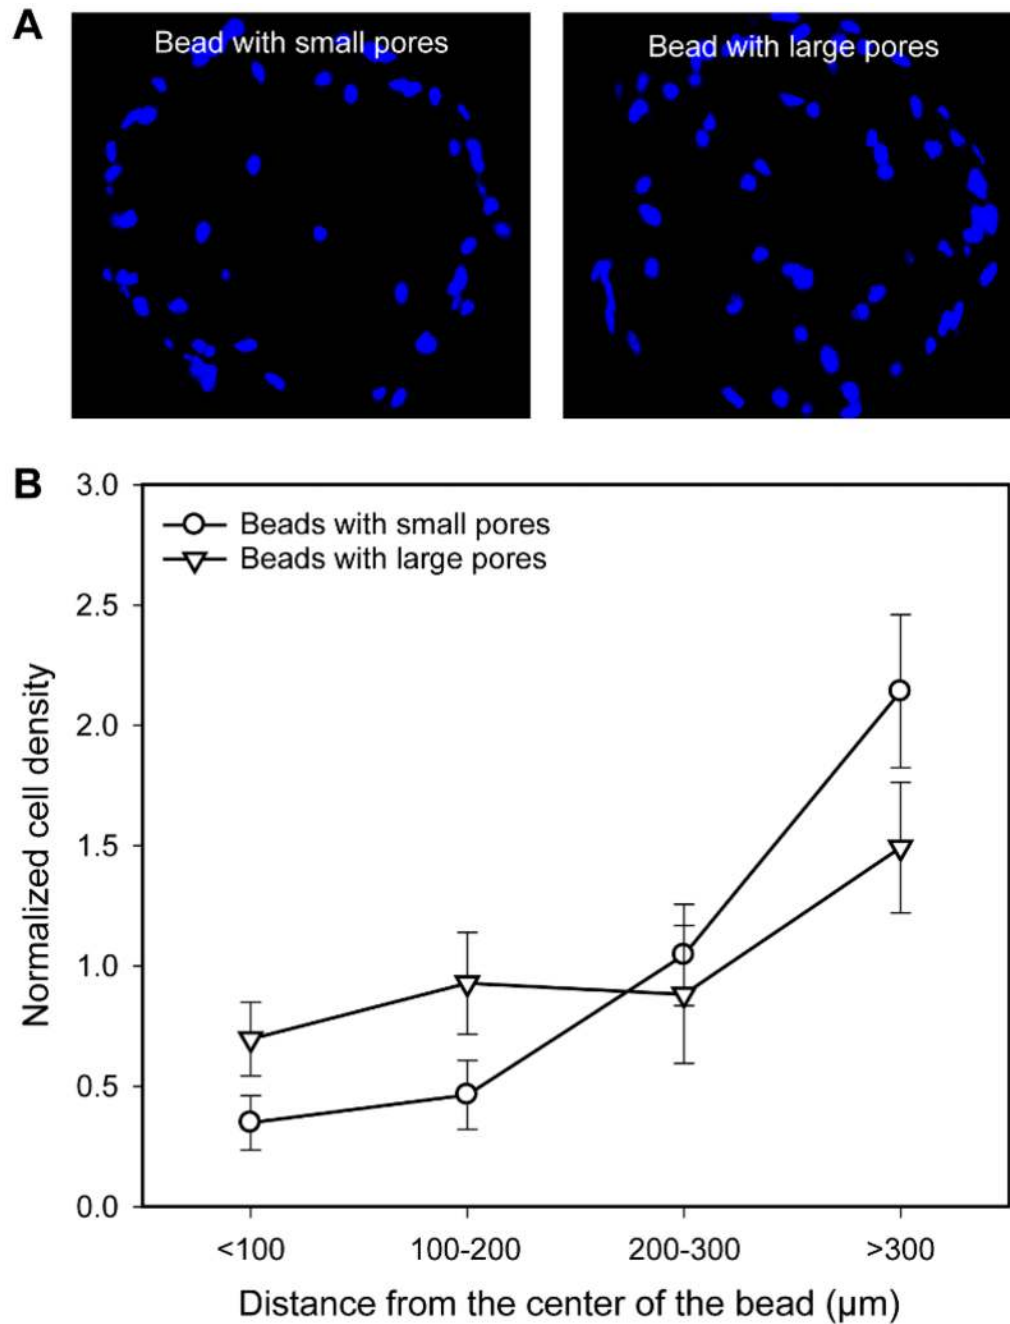 A
Bead with small pores
Bead with large pores
B
3.0
2.5
2.0
1.5
1.0
0.5
0.0
Normalized cell density
Beads with small pores
Beads with large pores
<100 100-200 200-300 >300
Distance from the center of the bead (µm)